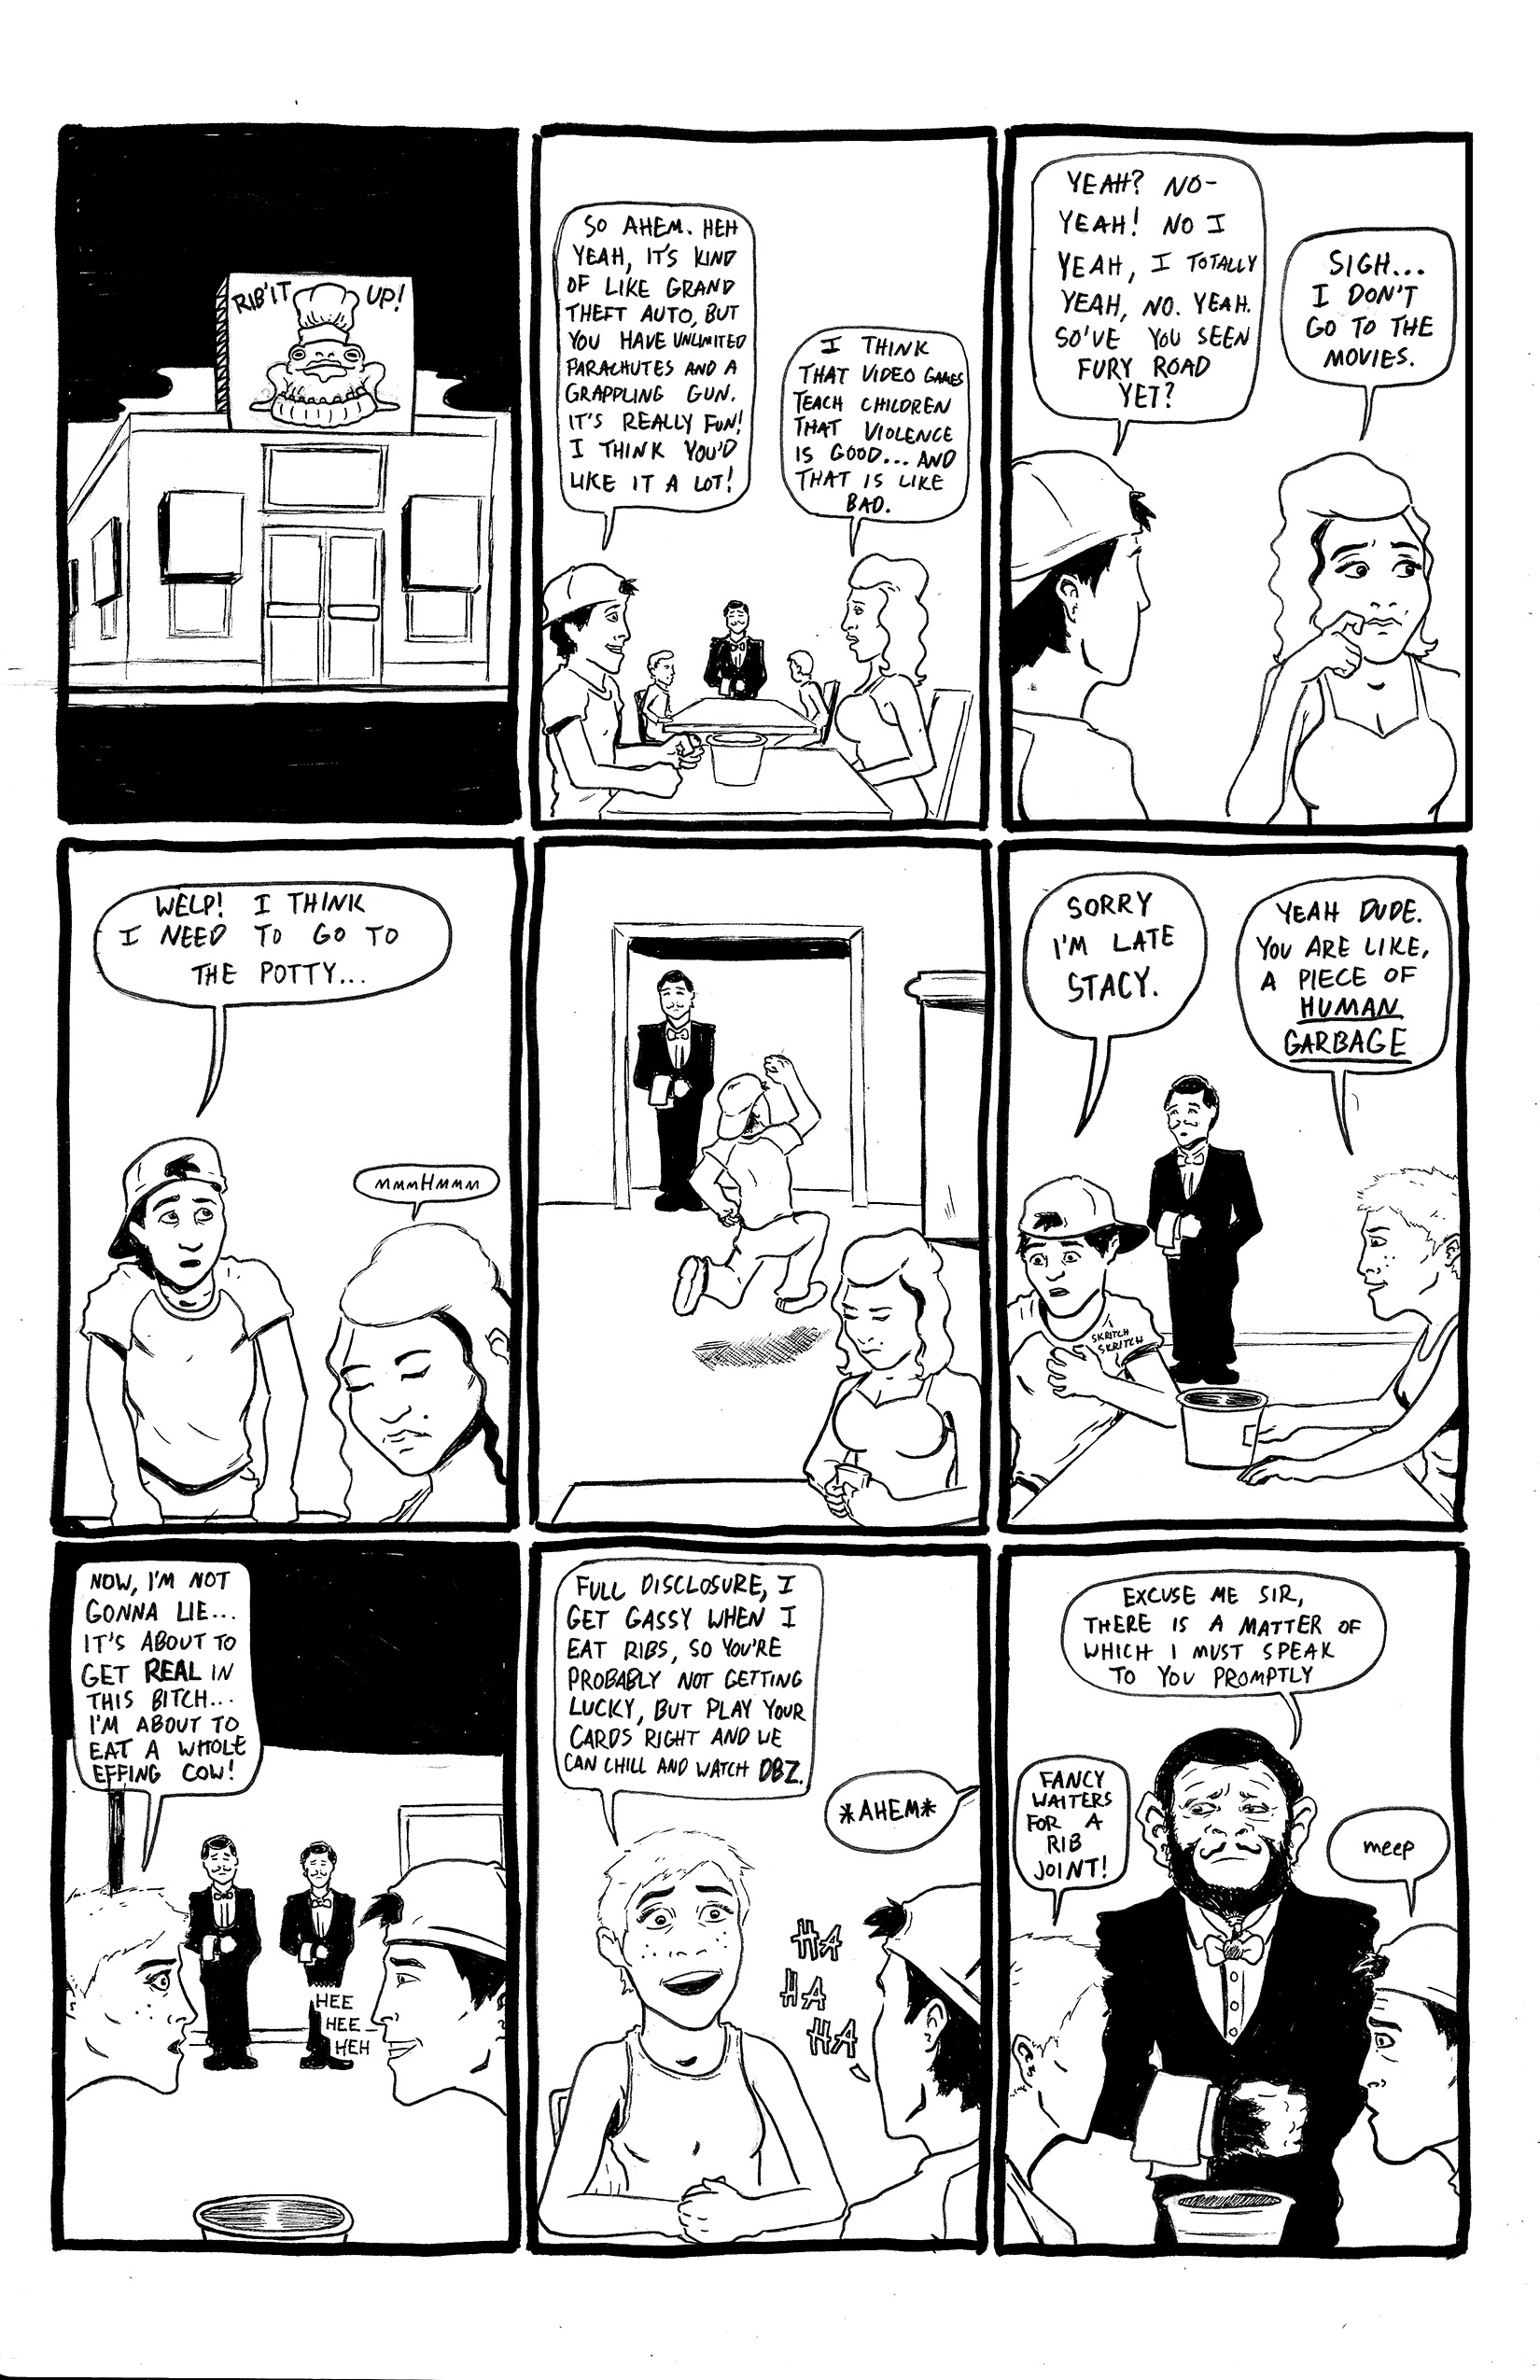 RIB'IT UP!
SO AHEM. HEH
YEAH, IT'S KIND
OF LIKE GRAND
THEFT AUTO, BUT
YOU HAVE UNLIMITED
PARACHUTES AND A
GRAPPLING GUN.
IT'S REALLY FUN!
I THINK YOU'D
LIKE IT A LOT!
I THINK
THAT VIDEO GAMES
TEACH CHILDREN
THAT VIOLENCE
IS GOOD... AND
THAT IS LIKE
BAD.
YEAH? NO-
YEAH! NO I
YEAH, I TOTALLY
YEAH, NO. YEAH.
SO'VE YOU SEEN
FURY ROAD
YET?
SIGH...
I DON'T
GO TO THE
MOVIES.
WELP! I THINK
I NEED TO GO TO
THE POTTY...
mmmHmmm
SORRY
I'M LATE
STACY.
YEAH DUDE.
YOU ARE LIKE,
A PIECE OF
HUMAN
GARBAGE
SKRITCH
SKRITCH
NOW, I'M NOT
GONNA LIE...
IT'S ABOUT TO
GET REAL IN
THIS BITCH...
I'M ABOUT TO
EAT A WHOLE
EFFING COW!
HEE
HEE
HEH
FULL DISCLOSURE, I
GET GASSY WHEN I
EAT RIBS, SO YOU'RE
PROBABLY NOT GETTING
LUCKY, BUT PLAY YOUR
CARDS RIGHT AND WE
CAN CHILL AND WATCH DBZ.
*AHEM*
HA
HA
HA
EXCUSE ME SIR,
THERE IS A MATTER OF
WHICH I MUST SPEAK
TO YOU PROMPTLY
FANCY
WAITERS
FOR A
RIB
JOINT!
meep